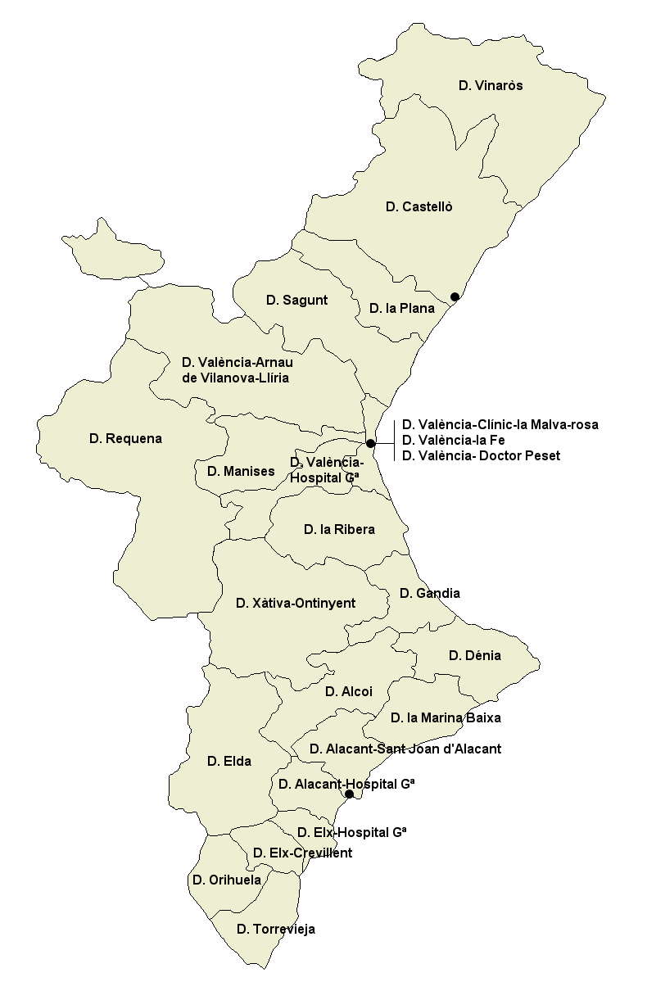 D. Vinaròs
D. Castellò
D. Sagunt
D. la Plana
D. València-Arnau
de Vilanova-Llíria
D. València-Clínic-la Malva-rosa
D. València-la Fe
D. València- Doctor Peset
D. Requena
D. Manises
D. València-
Hospital Gª
D. la Ribera
D. Gandia
D. Xàtiva-Ontinyent
D. Dénia
D. Alcoi
D. la Marina Baixa
D. Alacant-Sant Joan d'Alacant
D. Elda
D. Alacant-Hospital Gª
D. Elx-Hospital Gª
D. Elx-Crevillent
D. Orihuela
D. Torrevieja